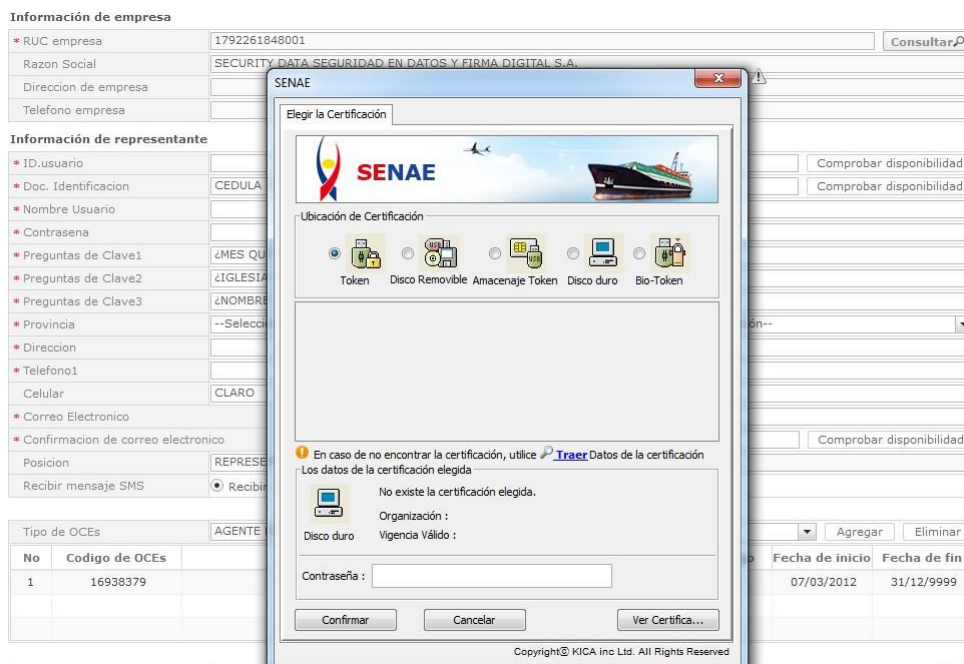 Información de empresa
* RUC empresa 1792261848001 Consultar
Razon Social SECURITY DATA SEGURIDAD EN DATOS Y FIRMA DIGITAL S.A.
Direccion de empresa
Telefono empresa
Información de representante
* ID.usuario Comprobar disponibilidad
* Doc. Identificacion CEDULA Comprobar disponibilidad
* Nombre Usuario
* Contrasena
* Preguntas de Clave1 ¿MES QU
* Preguntas de Clave2 ¿IGLESIA
* Preguntas de Clave3 ¿NOMBRE
* Provincia --Selecci ón--
* Direccion
* Telefono1
Celular CLARO
* Correo Electronico
* Confirmacion de correo electronico Comprobar disponibilidad
Posicion REPRESE
Recibir mensaje SMS Recibir
Tipo de OCEs AGENTE Agregar Eliminar
No Codigo de OCEs Fecha de inicio Fecha de fin
1 16938379 07/03/2012 31/12/9999
SENAE
Elegir la Certificación
SENAE
Ubicación de Certificación
Token Disco Removible Amacenaje Token Disco duro Bio-Token
En caso de no encontrar la certificación, utilice Traer Datos de la certificación
Los datos de la certificación elegida
No existe la certificación elegida.
Organización :
Disco duro Vigencia Válido :
Contraseña :
Confirmar Cancelar Ver Certifica...
Copyright© KICA inc Ltd. All Rights Reserved